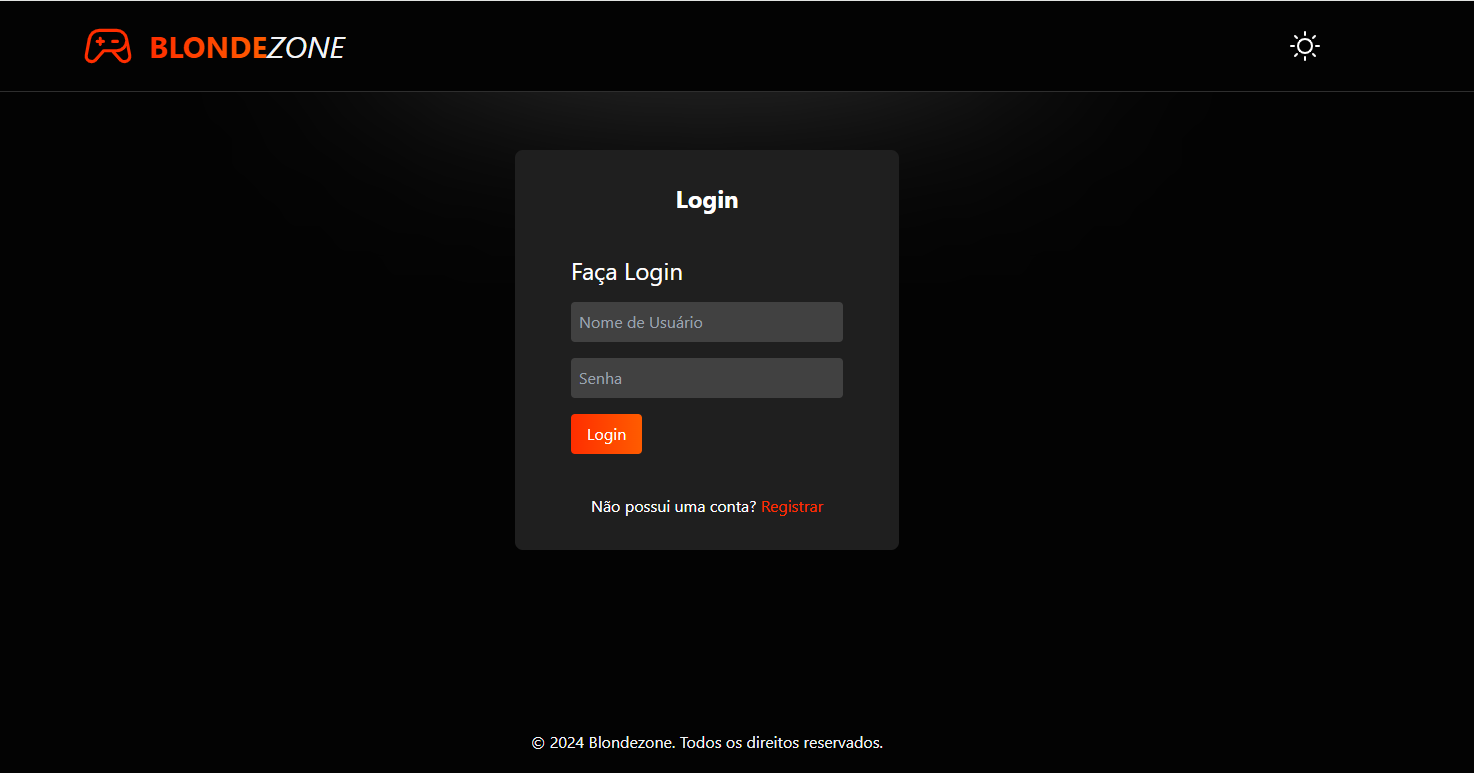 BLONDEZONE
Login
Faça Login
Nome de Usuário
Senha
Login
Não possui uma conta? Registrar
© 2024 Blondezone. Todos os direitos reservados.